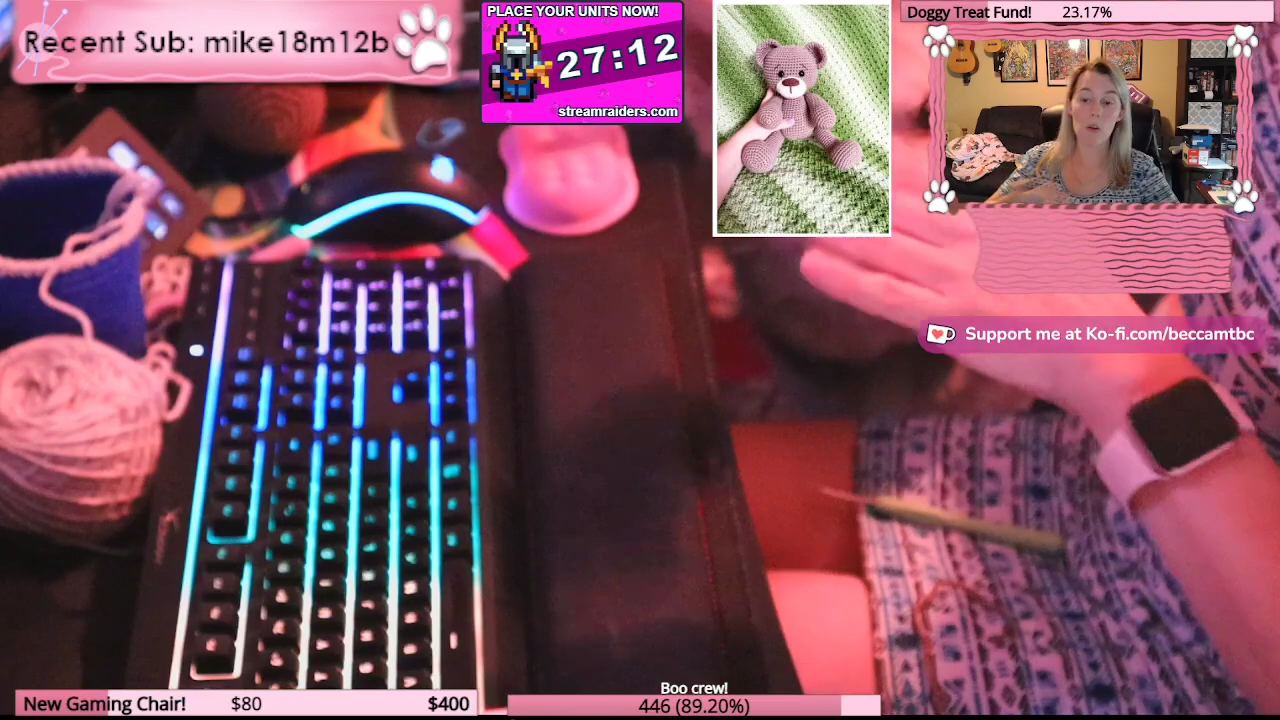 Recent Sub: mike18m12b
PLACE YOUR UNITS NOW!
27:12
streamraiders.com
Doggy Treat Fund! 23.17%
Support me at Ko-fi.com/beccamtbc
New Gaming Chair! $80 $400
Boo crew!
446 (89.20%)